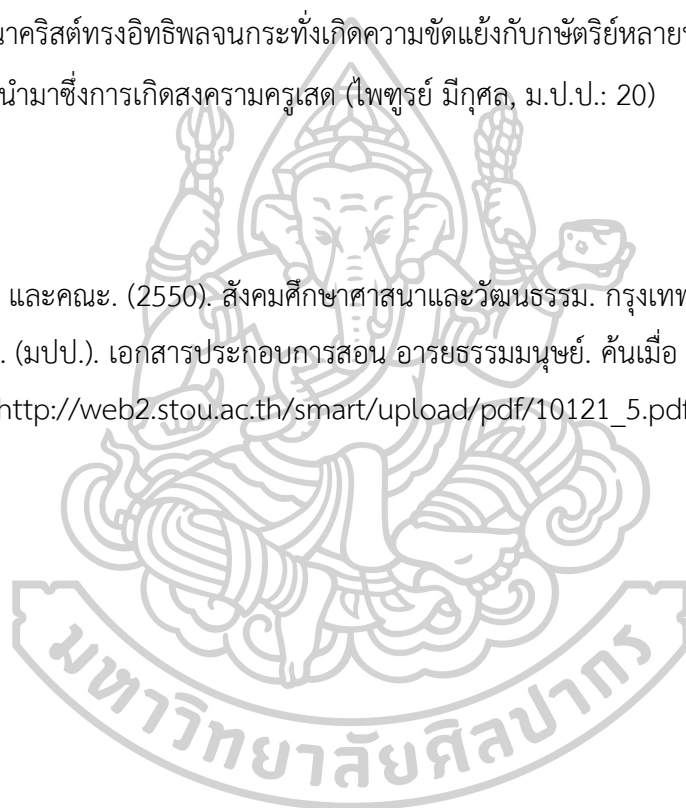 นาคริสต์ทรงอิทธิพลจนกระทั่งเกิดความขัดแย้งกับกษัตริย์หลาย
นำมาซึ่งการเกิดสงครามครูเสด (ไพฑูรย์ มีกุศล, ม.ป.ป.: 20)
และคณะ. (2550). สังคมศึกษาศาสนาและวัฒนธรรม. กรุงเทพ
. (มปป.). เอกสารประกอบการสอน อารยธรรมมนุษย์. ค้นเมื่อ
http://web2.stou.ac.th/smart/upload/pdf/10121_5.pdf
มหาวิทยาลัยศิลปากร